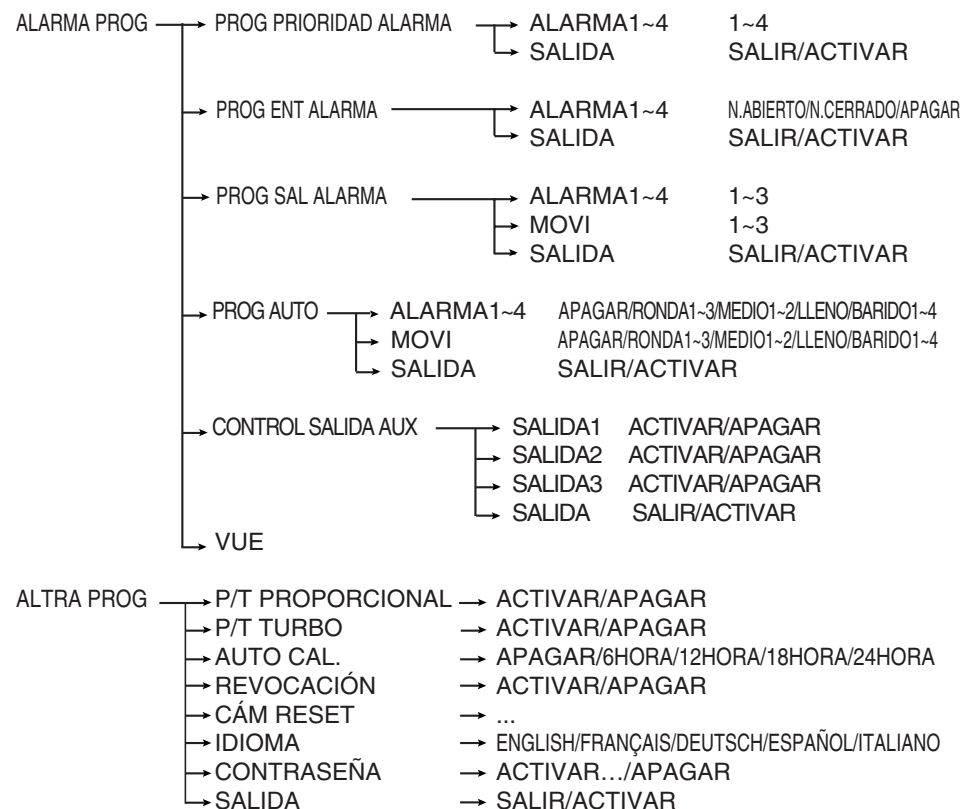 ALARMA PROG PROG PRIORIDAD ALARMA ALARMA1~4 1~4
SALIDA SALIR/ACTIVAR
PROG ENT ALARMA ALARMA1~4 N.ABIERTO/N.CERRADO/APAGAR
SALIDA SALIR/ACTIVAR
PROG SAL ALARMA ALARMA1~4 1~3
MOVI 1~3
SALIDA SALIR/ACTIVAR
PROG AUTO ALARMA1~4 APAGAR/RONDA1~3/MEDIO1~2/LLENO/BARIDO1~4
MOVI APAGAR/RONDA1~3/MEDIO1~2/LLENO/BARIDO1~4
SALIDA SALIR/ACTIVAR
CONTROL SALIDA AUX SALIDA1 ACTIVAR/APAGAR
SALIDA2 ACTIVAR/APAGAR
SALIDA3 ACTIVAR/APAGAR
SALIDA SALIR/ACTIVAR
VUE
ALTRA PROG P/T PROPORCIONAL ACTIVAR/APAGAR
P/T TURBO ACTIVAR/APAGAR
AUTO CAL. APAGAR/6HORA/12HORA/18HORA/24HORA
REVOCACIÓN ACTIVAR/APAGAR
CÁM RESET ...
IDIOMA ENGLISH/FRANÇAIS/DEUTSCH/ESPAÑOL/ITALIANO
CONTRASEÑA ACTIVAR…/APAGAR
SALIDA SALIR/ACTIVAR